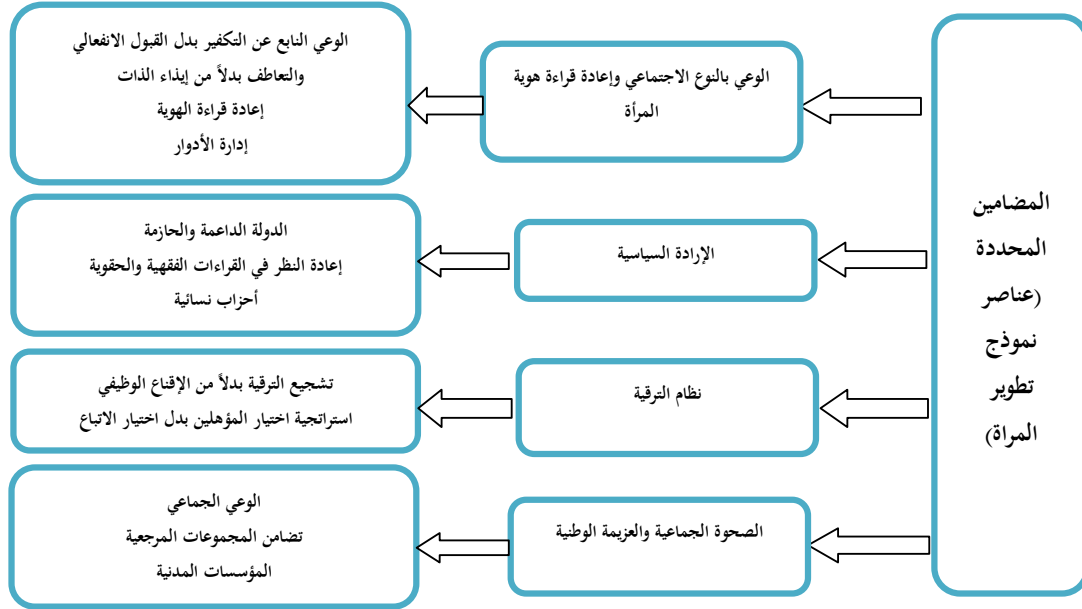 المضامين
المحددة
(عناصر
نموذج
تطوير
المراة)
الوعي بالنوع الاجتماعي وإعادة قراءة هوية
المرأة
الوعي النابع عن التكفير بدل القبول الانفعالي
والتعاطف بدلاً من إيذاء الذات
إعادة قراءة الهوية
إدارة الأدوار
الإرادة السياسية
الدولة الداعمة والحازمة
إعادة النظر في القراءات الفقهية والحقوية
أحزاب نسائية
نظام الترقية
تشجيع الترقية بدلاً من الإقناع الوظيفي
استراتجية اختيار المؤهلين بدل اختيار الاتباع
الصحوة الجماعية والعزيمة الوطنية
الوعي الجماعي
تضامن المجموعات المرجعية
المؤسسات المدنية